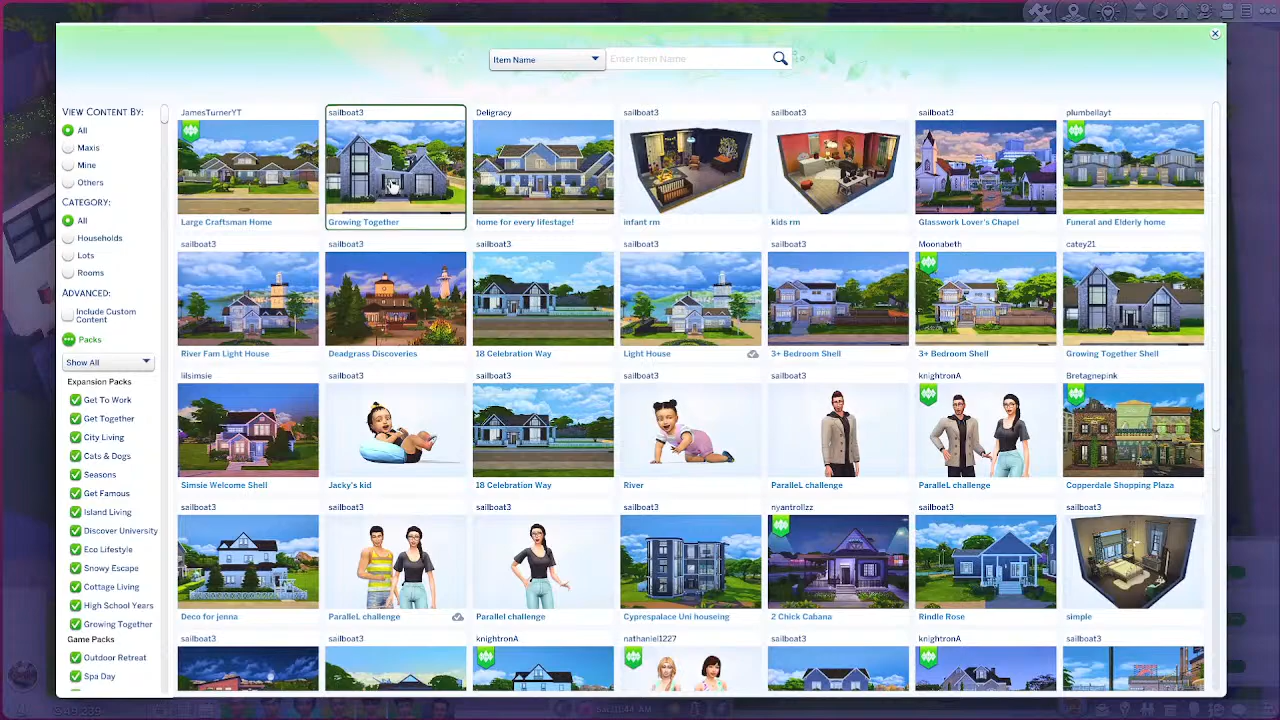 Item Name
Enter Item Name
VIEW CONTENT BY:
All
Maxis
Mine
Others
CATEGORY:
All
Households
Lots
Rooms
ADVANCED:
Include Custom
Content
Packs
Show All
Expansion Packs
Get To Work
Get Together
City Living
Cats & Dogs
Seasons
Get Famous
Island Living
Discover University
Eco Lifestyle
Snowy Escape
Cottage Living
High School Years
Growing Together
Game Packs
Outdoor Retreat
Spa Day
JamesTurnerYT
Large Craftsman Home
sailboat3
Growing Together
Deligracy
home for every lifestage!
sailboat3
infant rm
sailboat3
kids rm
sailboat3
Glasswork Lover's Chapel
plumbellayt
Funeral and Elderly home
sailboat3
River Fam Light House
sailboat3
Deadgrass Discoveries
sailboat3
18 Celebration Way
sailboat3
Light House
sailboat3
3+ Bedroom Shell
Moonabeth
3+ Bedroom Shell
catey21
Growing Together Shell
lilsimsie
Simsie Welcome Shell
sailboat3
Jacky's kid
sailboat3
18 Celebration Way
sailboat3
River
sailboat3
ParalleL challenge
knightronA
ParalleL challenge
Bretagnepink
Copperdale Shopping Plaza
sailboat3
Deco for jenna
sailboat3
ParalleL challenge
sailboat3
Parallel challenge
sailboat3
Cyprespalace Uni houseing
nyantrollzz
2 Chick Cabana
sailboat3
Rindle Rose
sailboat3
simple
sailboat3
sailboat3
knightronA
nathaniel1227
sailboat3
knightronA
sailboat3